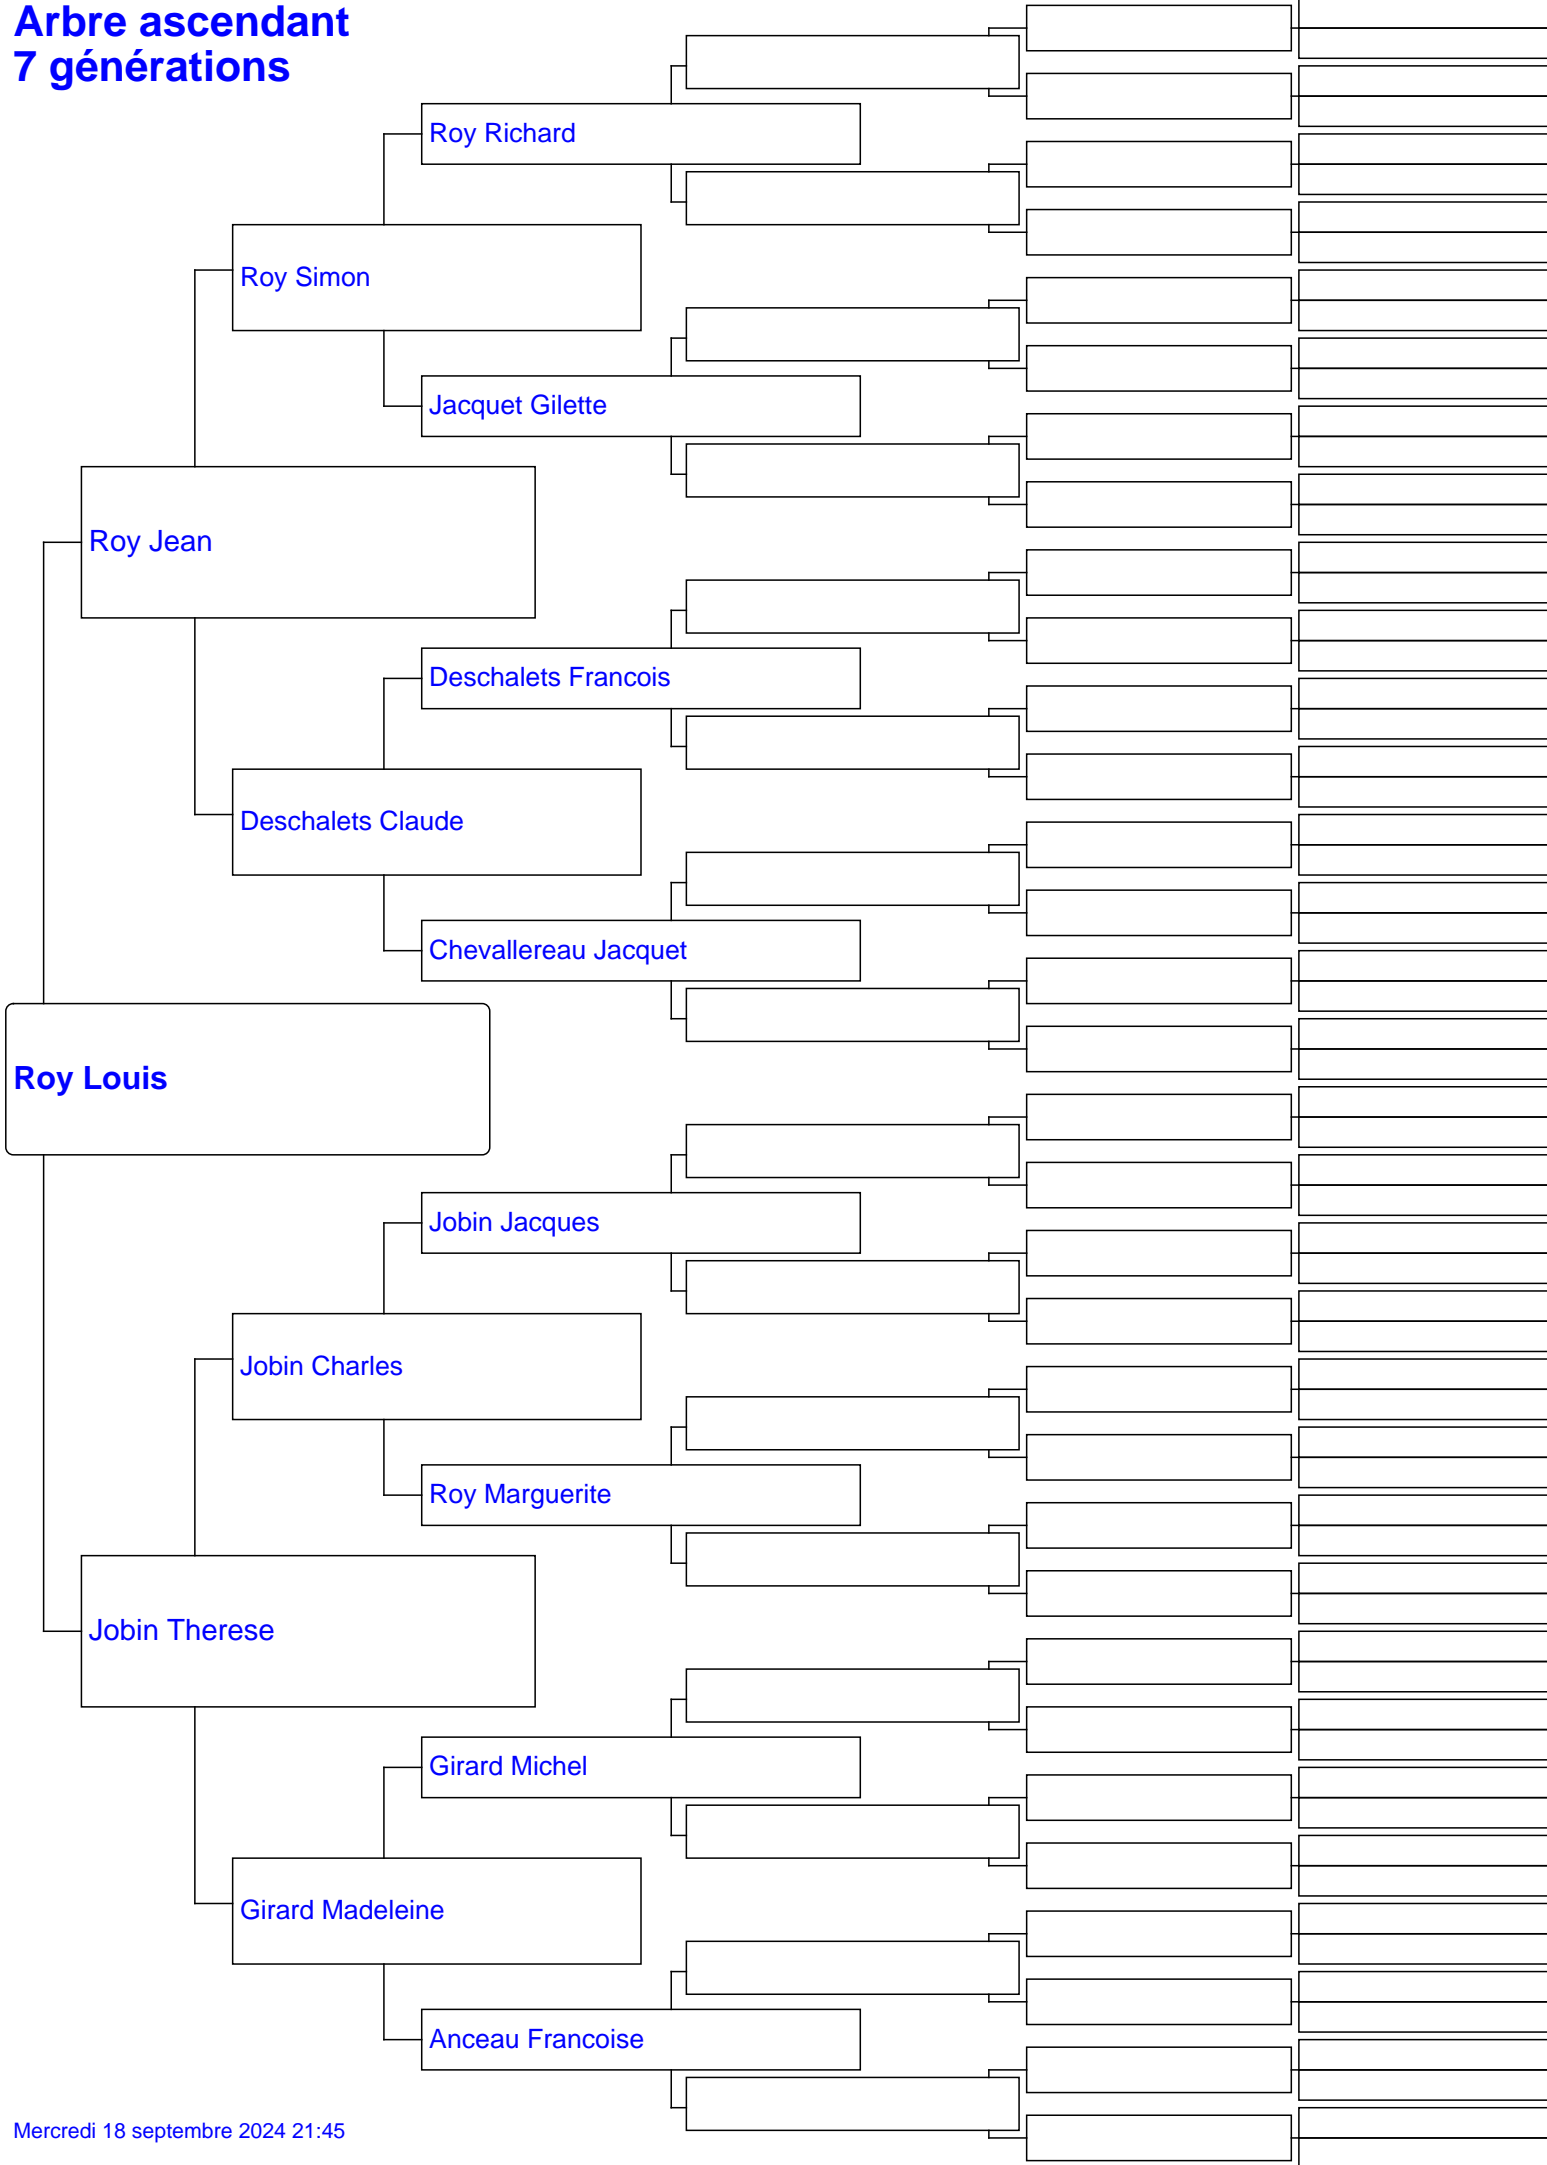 Arbre ascendant
7 générations
Roy Richard
Roy Simon
Jacquet Gilette
Roy Jean
Deschalets Francois
Deschalets Claude
Chevallereau Jacquet
Roy Louis
Jobin Jacques
Jobin Charles
Roy Marguerite
Jobin Therese
Girard Michel
Girard Madeleine
Anceau Francoise
Mercredi 18 septembre 2024 21:45